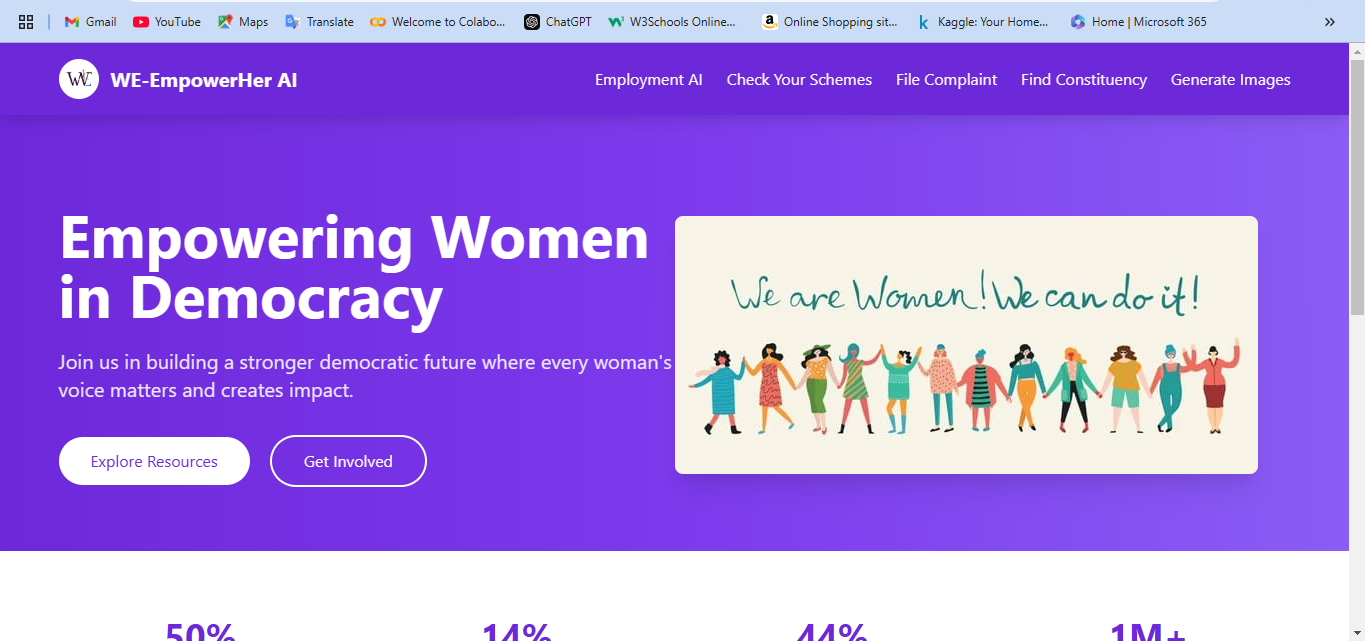 Gmail YouTube Maps Translate Welcome to Colabo... ChatGPT W3Schools Online... Online Shopping sit... Kaggle: Your Home... Home | Microsoft 365
WE WE-EmpowerHer AI Employment AI Check Your Schemes File Complaint Find Constituency Generate Images
Empowering Women
in Democracy
We are Women! We can do it!
Join us in building a stronger democratic future where every woman's
voice matters and creates impact.
Explore Resources Get Involved
50% 14% 44% 1M+